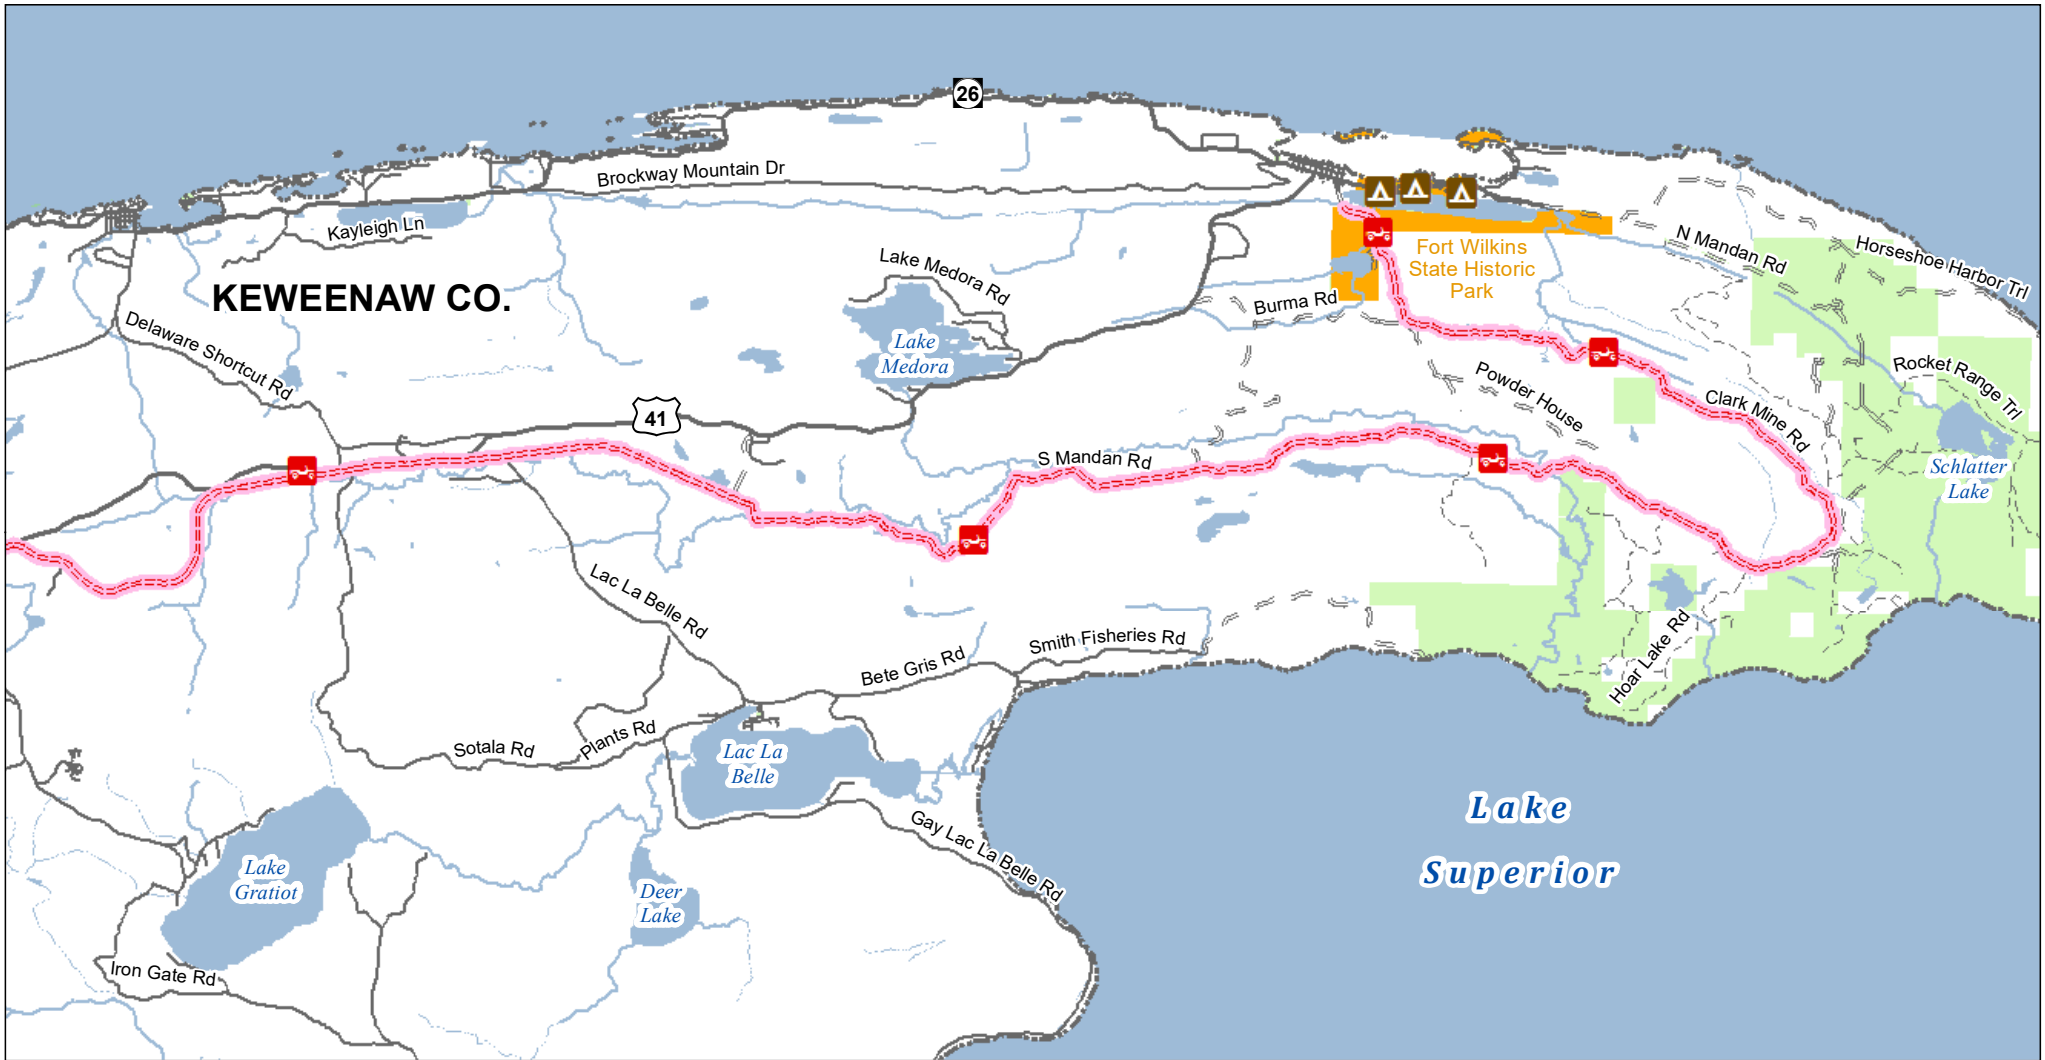 26
Brockway Mountain Dr
Kayleigh Ln
KEWEENAW CO.
Delaware Shortcut Rd
Lake Medora Rd
Lake
Medora
41
Burma Rd
Fort Wilkins
State Historic
Park
N Mandan Rd
Horseshoe Harbor Trl
Rocket Range Trl
Powder House
Clark Mine Rd
S Mandan Rd
Schlatter
Lake
Lac La Belle Rd
Bete Gris Rd
Smith Fisheries Rd
Hoar Lake Rd
Sotala Rd
Plants Rd
Lac La
Belle
Lake
Superior
Gay Lac La Belle Rd
Lake
Gratiot
Deer
Lake
Iron Gate Rd